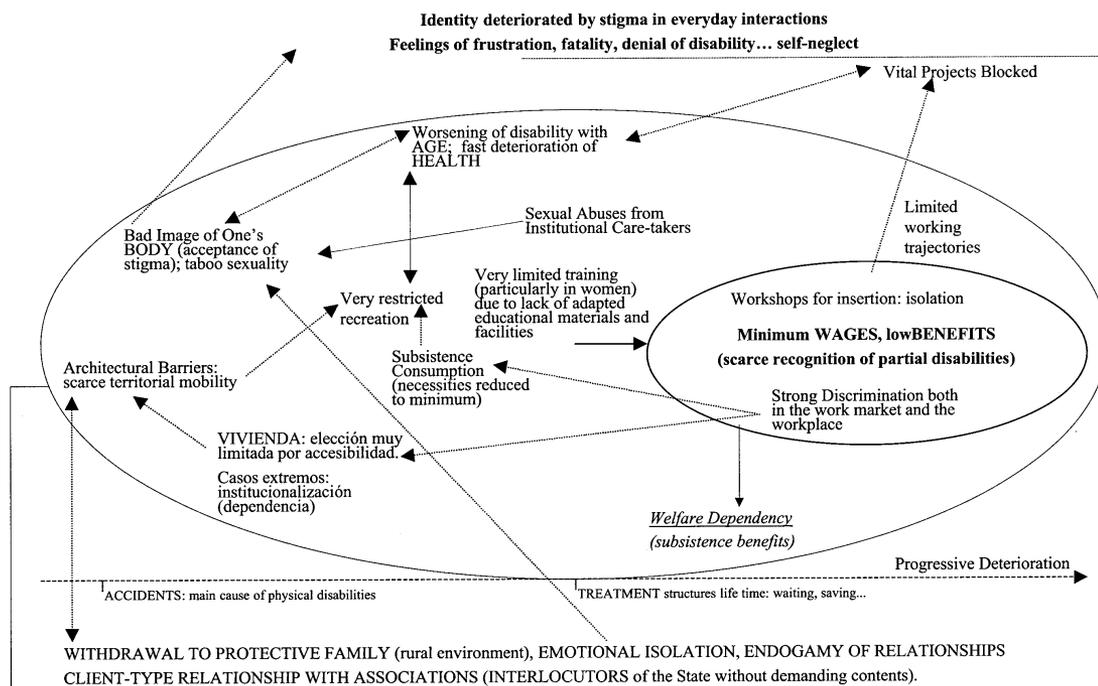 Identity deteriorated by stigma in everyday interactions
Feelings of frustration, fatality, denial of disability… self-neglect
Vital Projects Blocked
Worsening of disability with
AGE; fast deterioration of
HEALTH
Sexual Abuses from
Institutional Care-takers
Limited
working
trajectories
Bad Image of One's
BODY (acceptance of
stigma); taboo sexuality
Very limited training
(particularly in women)
due to lack of adapted
educational materials and
facilities
Very restricted
recreation
Workshops for insertion: isolation
Minimum WAGES, lowBENEFITS
(scarce recognition of partial disabilities)
Architectural Barriers:
scarce territorial mobility
Subsistence
Consumption
(necessities reduced
to minimum)
Strong Discrimination both
in the work market and the
workplace
VIVIENDA: elección muy
limitada por accesibilidad.
Casos extremos:
institucionalización
(dependencia)
Welfare Dependency
(subsistence benefits)
Progressive Deterioration
ACCIDENTS: main cause of physical disabilities
TREATMENT structures life time: waiting, saving...
WITHDRAWAL TO PROTECTIVE FAMILY (rural environment), EMOTIONAL ISOLATION, ENDOGAMY OF RELATIONSHIPS
CLIENT-TYPE RELATIONSHIP WITH ASSOCIATIONS (INTERLOCUTORS of the State without demanding contents).